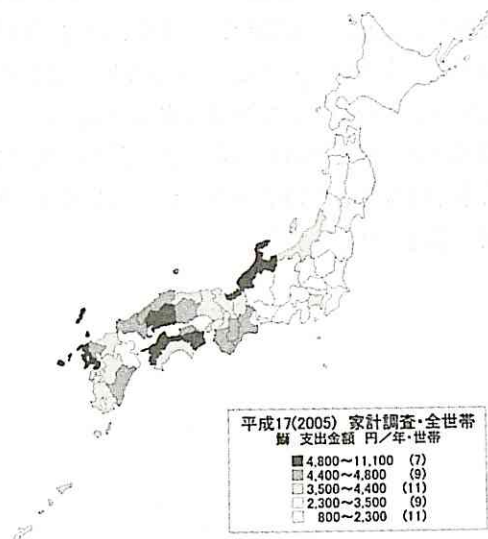 平成17(2005) 家計調査・全世帯
鰤 支出金額 円／年・世帯
4,800～11,100 (7)
4,400～4,800 (9)
3,500～4,400 (11)
2,300～3,500 (9)
800～2,300 (11)